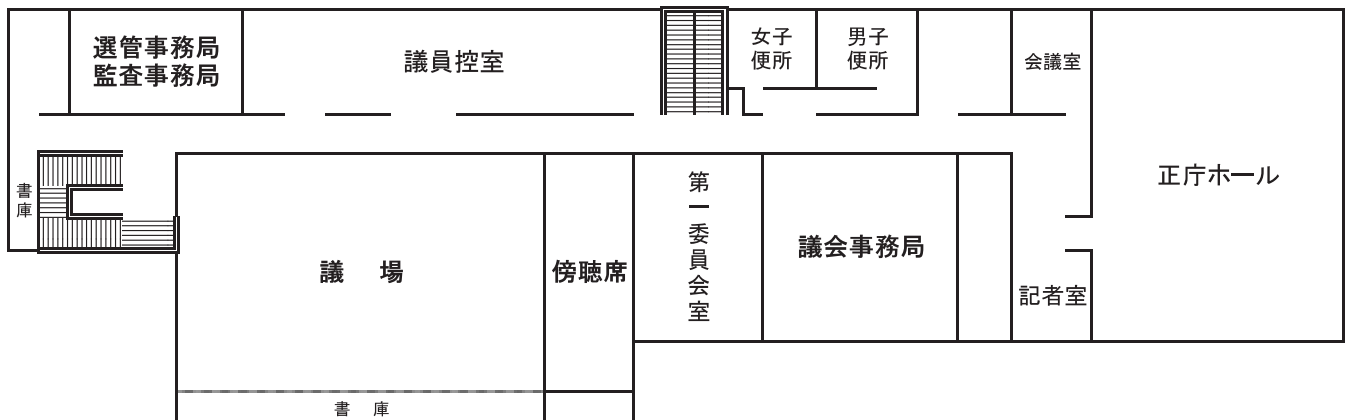 選管事務局
監査事務局
議員控室
女子
便所
男子
便所
会議室
正庁ホール
書庫
議場
傍聴席
第一委員会室
議会事務局
記者室
書庫